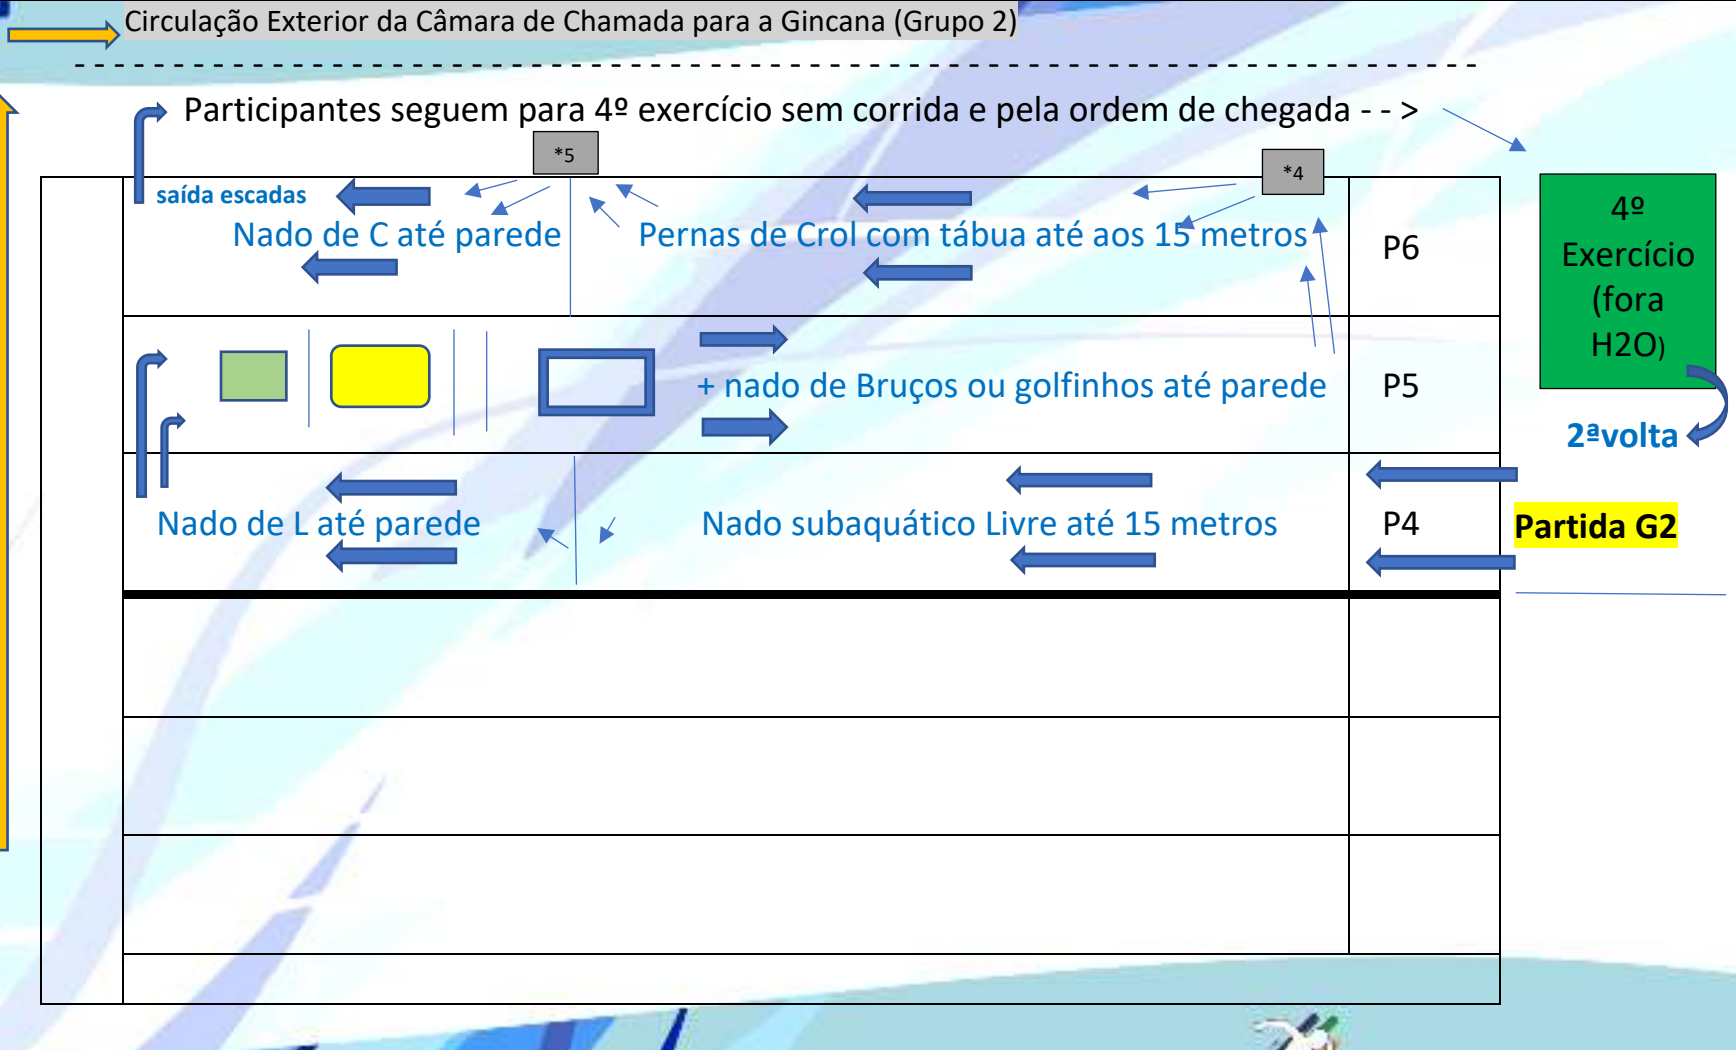 Circulação Exterior da Câmara de Chamada para a Gincana (Grupo 2)
Participantes seguem para 4º exercício sem corrida e pela ordem de chegada - - >
*5
*4
saída escadas
Nado de C até parede
Pernas de Crol com tábua até aos 15 metros
P6
4º
Exercício
(fora
H2O)
+ nado de Bruços ou golfinhos até parede
P5
2ªvolta
Nado de L até parede
Nado subaquático Livre até 15 metros
P4
Partida G2